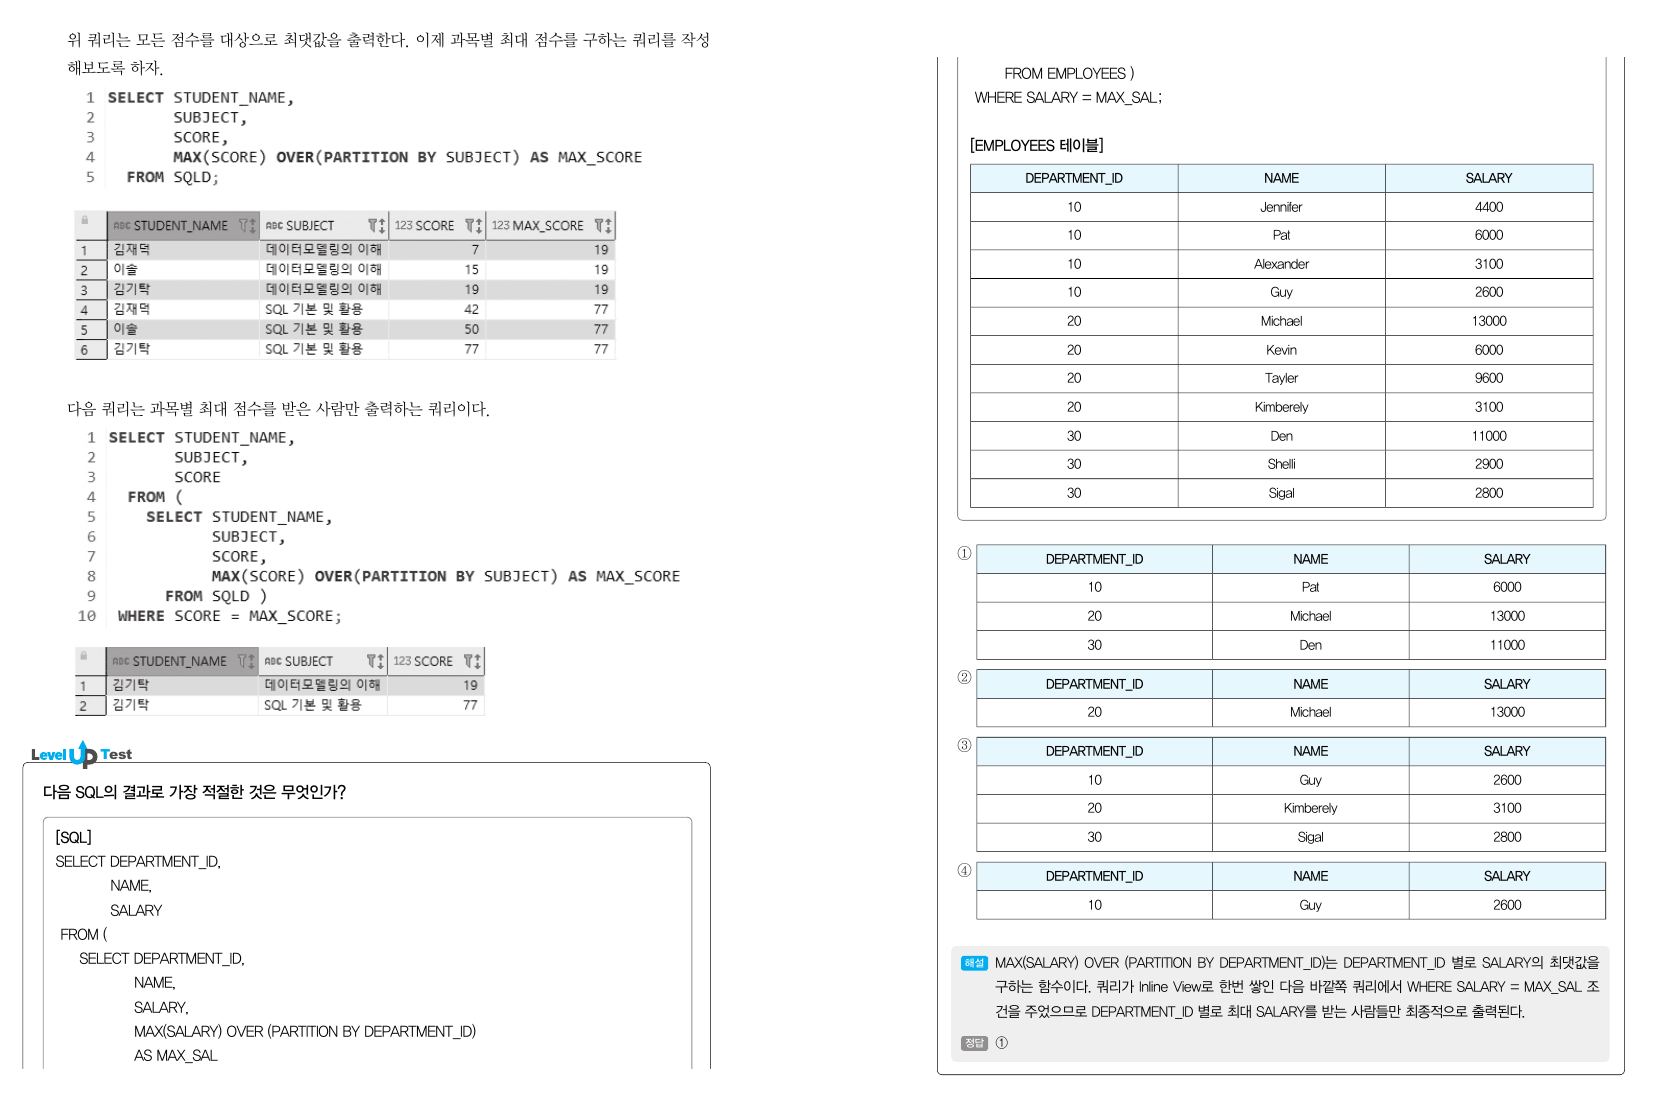 위 쿼리는 모든 점수를 대상으로 최댓값을 출력한다. 이제 과목별 최대 점수를 구하는 쿼리를 작성
해보도록 하자.
1 SELECT STUDENT_NAME,
2 SUBJECT,
3 SCORE,
4 MAX(SCORE) OVER(PARTITION BY SUBJECT) AS MAX_SCORE
5 FROM SQLD;
ABC STUDENT_NAME ABC SUBJECT 123 SCORE 123 MAX_SCORE
1 김재덕 데이터모델링의 이해 7 19
2 이솔 데이터모델링의 이해 15 19
3 김기탁 데이터모델링의 이해 19 19
4 김재덕 SQL 기본 및 활용 42 77
5 이솔 SQL 기본 및 활용 50 77
6 김기탁 SQL 기본 및 활용 77 77
다음 쿼리는 과목별 최대 점수를 받은 사람만 출력하는 쿼리이다.
1 SELECT STUDENT_NAME,
2 SUBJECT,
3 SCORE
4 FROM (
5 SELECT STUDENT_NAME,
6 SUBJECT,
7 SCORE,
8 MAX(SCORE) OVER(PARTITION BY SUBJECT) AS MAX_SCORE
9 FROM SQLD )
10 WHERE SCORE = MAX_SCORE;
ABC STUDENT_NAME ABC SUBJECT 123 SCORE
1 김기탁 데이터모델링의 이해 19
2 김기탁 SQL 기본 및 활용 77
Level Up Test
다음 SQL의 결과로 가장 적절한 것은 무엇인가?
[SQL]
SELECT DEPARTMENT_ID,
NAME,
SALARY
FROM (
SELECT DEPARTMENT_ID,
NAME,
SALARY,
MAX(SALARY) OVER (PARTITION BY DEPARTMENT_ID)
AS MAX_SAL
FROM EMPLOYEES )
WHERE SALARY = MAX_SAL;
[EMPLOYEES 테이블]
DEPARTMENT_ID NAME SALARY
10 Jennifer 4400
10 Pat 6000
10 Alexander 3100
10 Guy 2600
20 Michael 13000
20 Kevin 6000
20 Tayler 9600
20 Kimberely 3100
30 Den 11000
30 Shelli 2900
30 Sigal 2800
① DEPARTMENT_ID NAME SALARY
10 Pat 6000
20 Michael 13000
30 Den 11000
② DEPARTMENT_ID NAME SALARY
20 Michael 13000
③ DEPARTMENT_ID NAME SALARY
10 Guy 2600
20 Kimberely 3100
30 Sigal 2800
④ DEPARTMENT_ID NAME SALARY
10 Guy 2600
해설 MAX(SALARY) OVER (PARTITION BY DEPARTMENT_ID)는 DEPARTMENT_ID 별로 SALARY의 최댓값을
구하는 함수이다. 쿼리가 Inline View로 한번 쌓인 다음 바깥쪽 쿼리에서 WHERE SALARY = MAX_SAL 조
건을 주었으므로 DEPARTMENT_ID 별로 최대 SALARY를 받는 사람들만 최종적으로 출력된다.
정답 ①